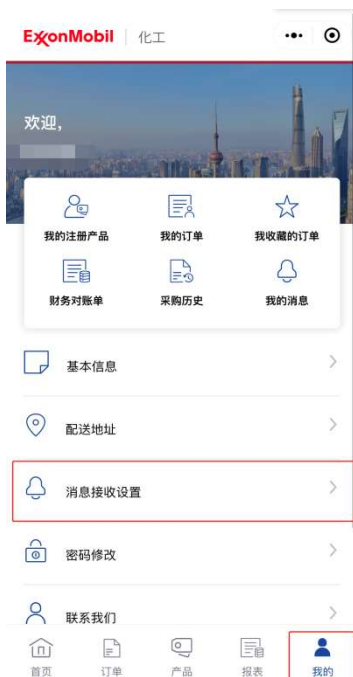 ExxonMobil 化工
欢迎,
我的注册产品 我的订单 我收藏的订单
财务对账单 采购历史 我的消息
基本信息
配送地址
消息接收设置
密码修改
联系我们
首页 订单 产品 报表 我的